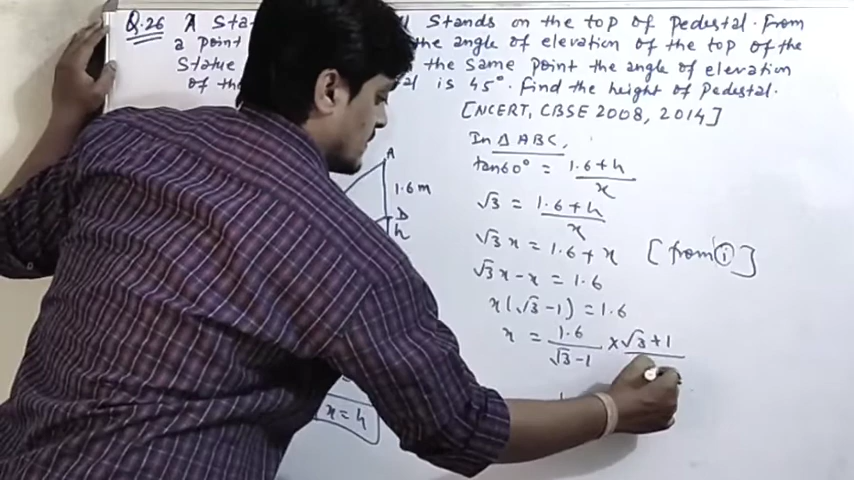 Q.26 A Sta Stands on the top of Pedestal. From
a point the angle of elevation of the top of the
Statue the same point the angle of elevation
of th al is 45°. Find the height of Pedestal.
[NCERT, CBSE 2008, 2014]
In Δ ABC,
tan60° = 1.6+h / x
√3 = 1.6+h / x
√3 x = 1.6 + x [from (i)]
√3 x - x = 1.6
x(√3 - 1) = 1.6
x = 1.6 / √3 - 1 × √3 + 1
A
1.6 m
D
h
x = h